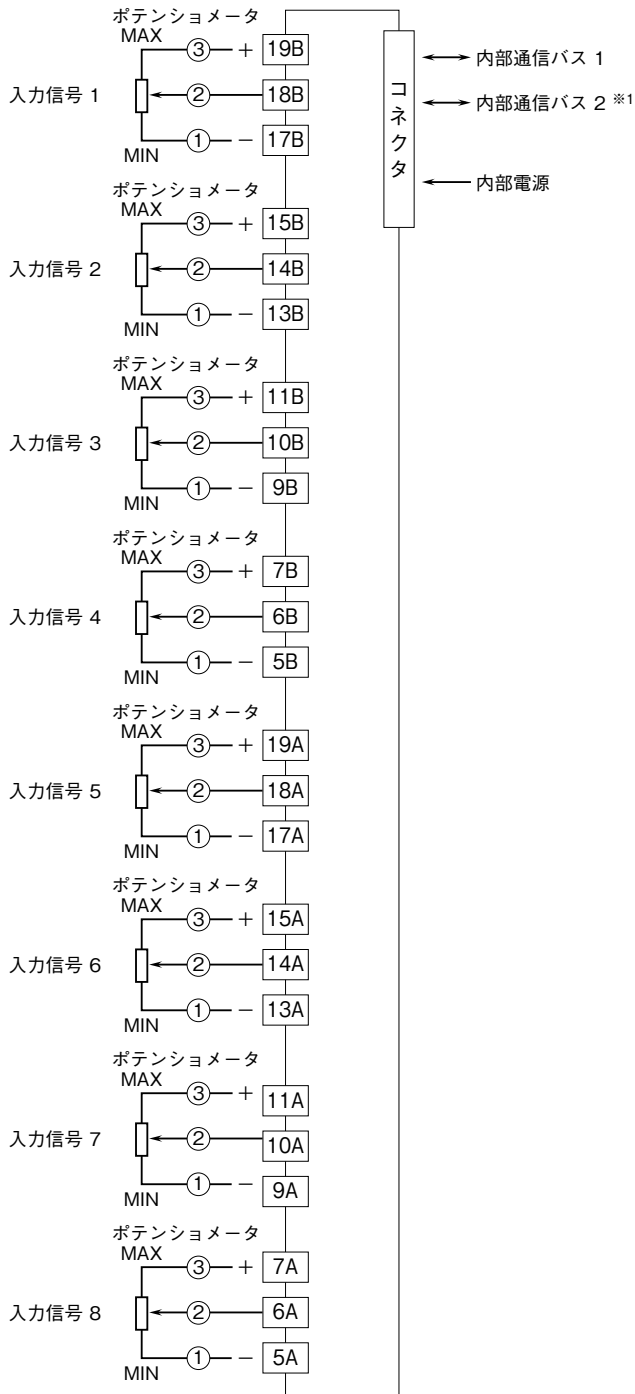 ポテンショメータ
MAX
③ + 19B
入力信号 1
② 18B
① − 17B
MIN
ポテンショメータ
MAX
③ + 15B
入力信号 2
② 14B
① − 13B
MIN
ポテンショメータ
MAX
③ + 11B
入力信号 3
② 10B
① − 9B
MIN
ポテンショメータ
MAX
③ + 7B
入力信号 4
② 6B
① − 5B
MIN
ポテンショメータ
MAX
③ + 19A
入力信号 5
② 18A
① − 17A
MIN
ポテンショメータ
MAX
③ + 15A
入力信号 6
② 14A
① − 13A
MIN
ポテンショメータ
MAX
③ + 11A
入力信号 7
② 10A
① − 9A
MIN
ポテンショメータ
MAX
③ + 7A
入力信号 8
② 6A
① − 5A
MIN
コネクタ
内部通信バス 1
内部通信バス 2 ※1
内部電源